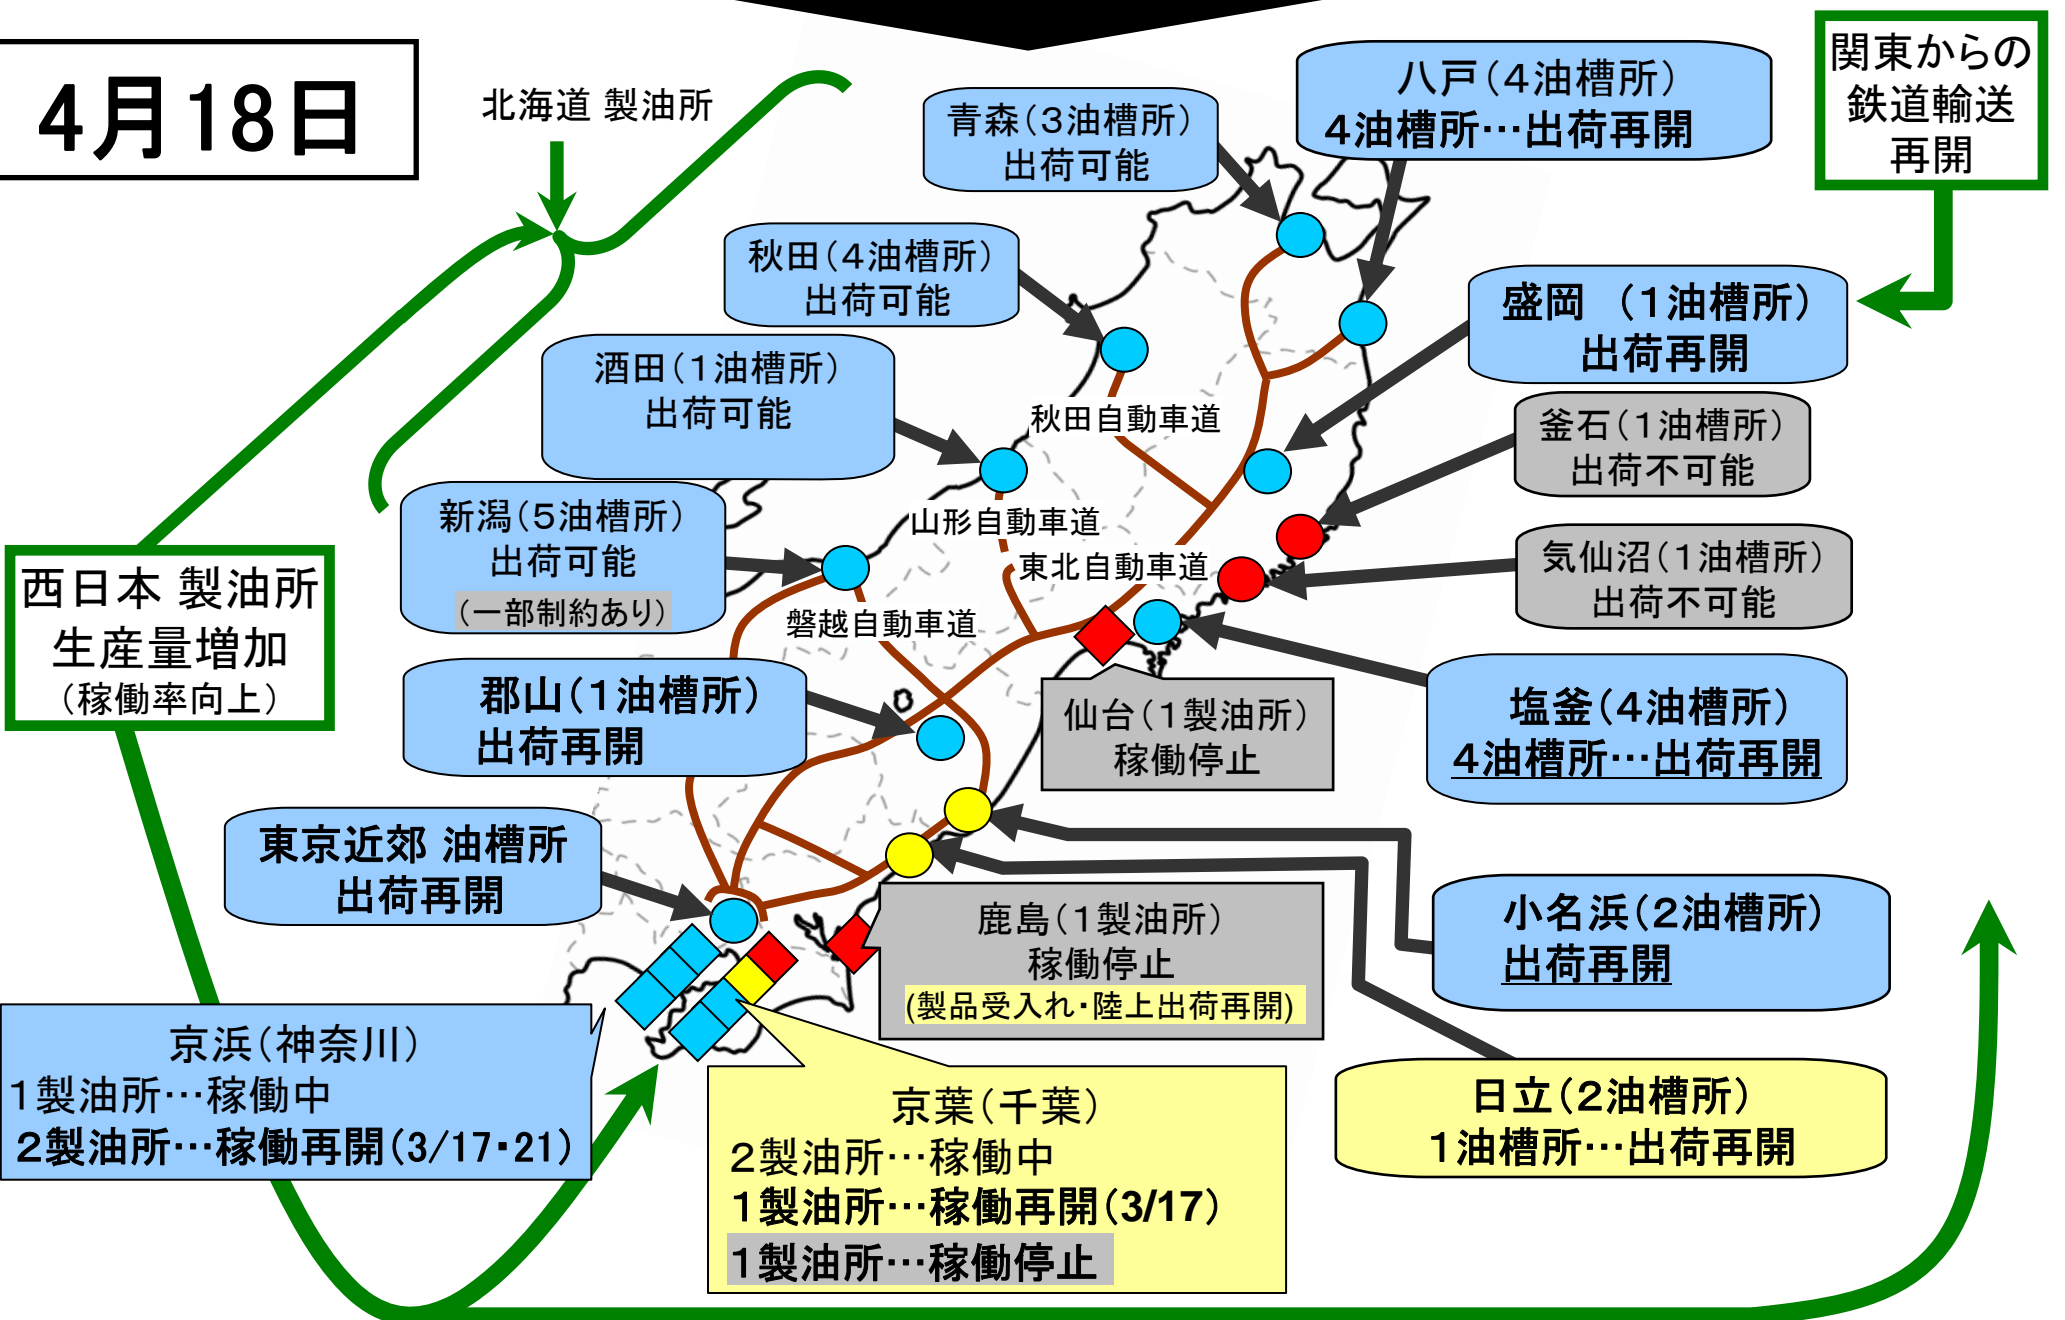 4月18日
北海道 製油所
青森（3油槽所）
出荷可能
八戸（4油槽所）
4油槽所…出荷再開
関東からの
鉄道輸送
再開
秋田（4油槽所）
出荷可能
盛岡 （1油槽所）
出荷再開
酒田（1油槽所）
出荷可能
秋田自動車道
釜石（1油槽所）
出荷不可能
新潟（5油槽所）
出荷可能
（一部制約あり）
山形自動車道
東北自動車道
気仙沼（1油槽所）
出荷不可能
西日本 製油所
生産量増加
（稼働率向上）
磐越自動車道
郡山（1油槽所）
出荷再開
仙台（1製油所）
稼働停止
塩釜（4油槽所）
4油槽所…出荷再開
東京近郊 油槽所
出荷再開
鹿島（1製油所）
稼働停止
(製品受入れ・陸上出荷再開)
小名浜（2油槽所）
出荷再開
京浜（神奈川）
1製油所…稼働中
2製油所…稼働再開（3/17・21）
京葉（千葉）
2製油所…稼働中
1製油所…稼働再開（3/17）
1製油所…稼働停止
日立（2油槽所）
1油槽所…出荷再開